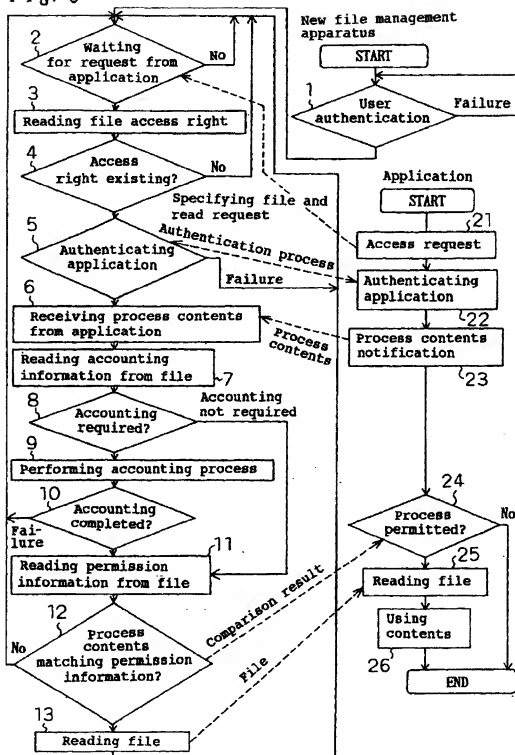 New file management
apparatus
START
1
User
authentication
Failure
2
Waiting
for request from
application
No
3
Reading file access right
4
Access
right existing?
No
Specifying file and
read request
5
Authenticating
application
Authentication process
Failure
6
Receiving process contents
from application
Process
contents
Reading accounting
information from file
7
8
Accounting
required?
Accounting
not required
9
Performing accounting process
10
Accounting
completed?
Fai-
lure
11
Reading permission
information from file
12
Process
contents
matching permission
information?
No
Comparison result
13
Reading file
File
Application
START
21
Access request
Authenticating
application
22
Process contents
notification
23
24
Process
permitted?
No
25
Reading file
Using
contents
26
END